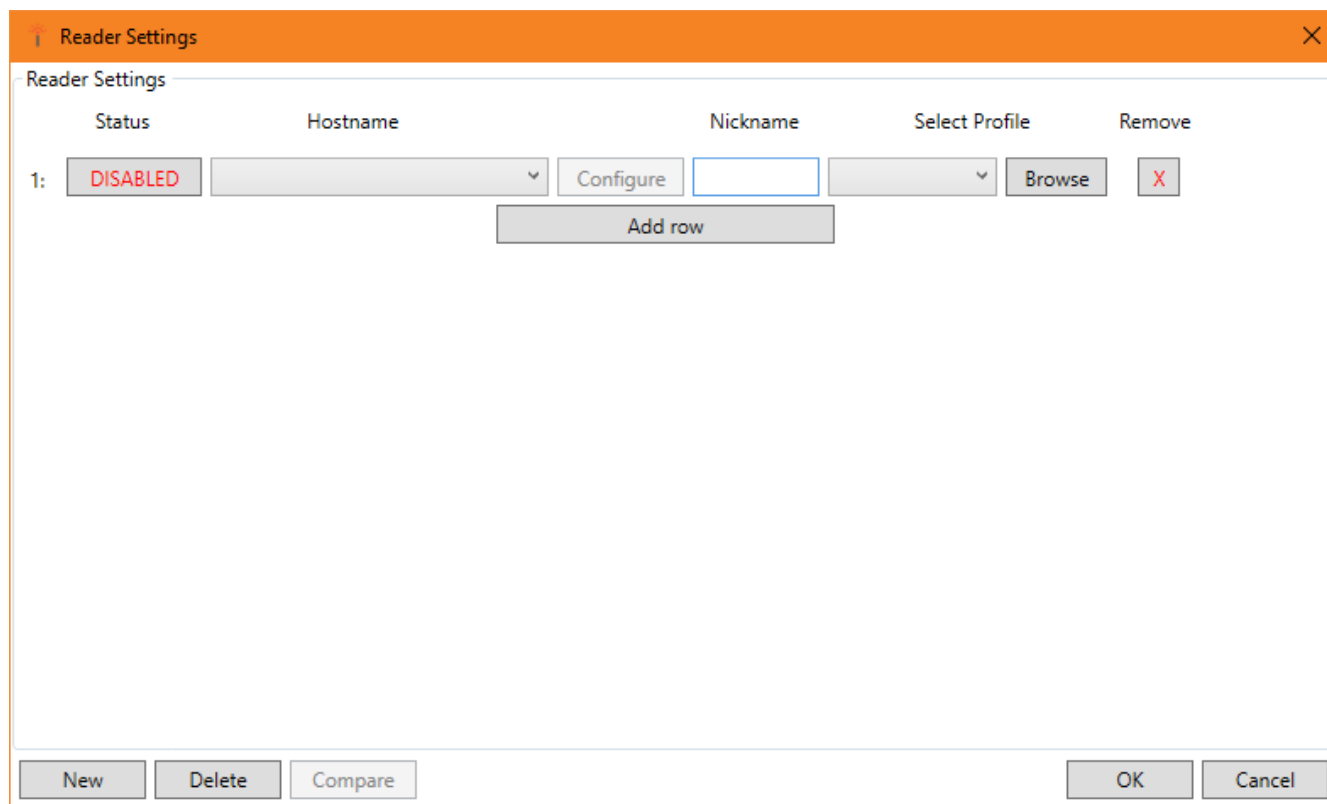 Reader Settings
Reader Settings
Status Hostname Nickname Select Profile Remove
1: DISABLED Configure Browse X
Add row
New Delete Compare OK Cancel